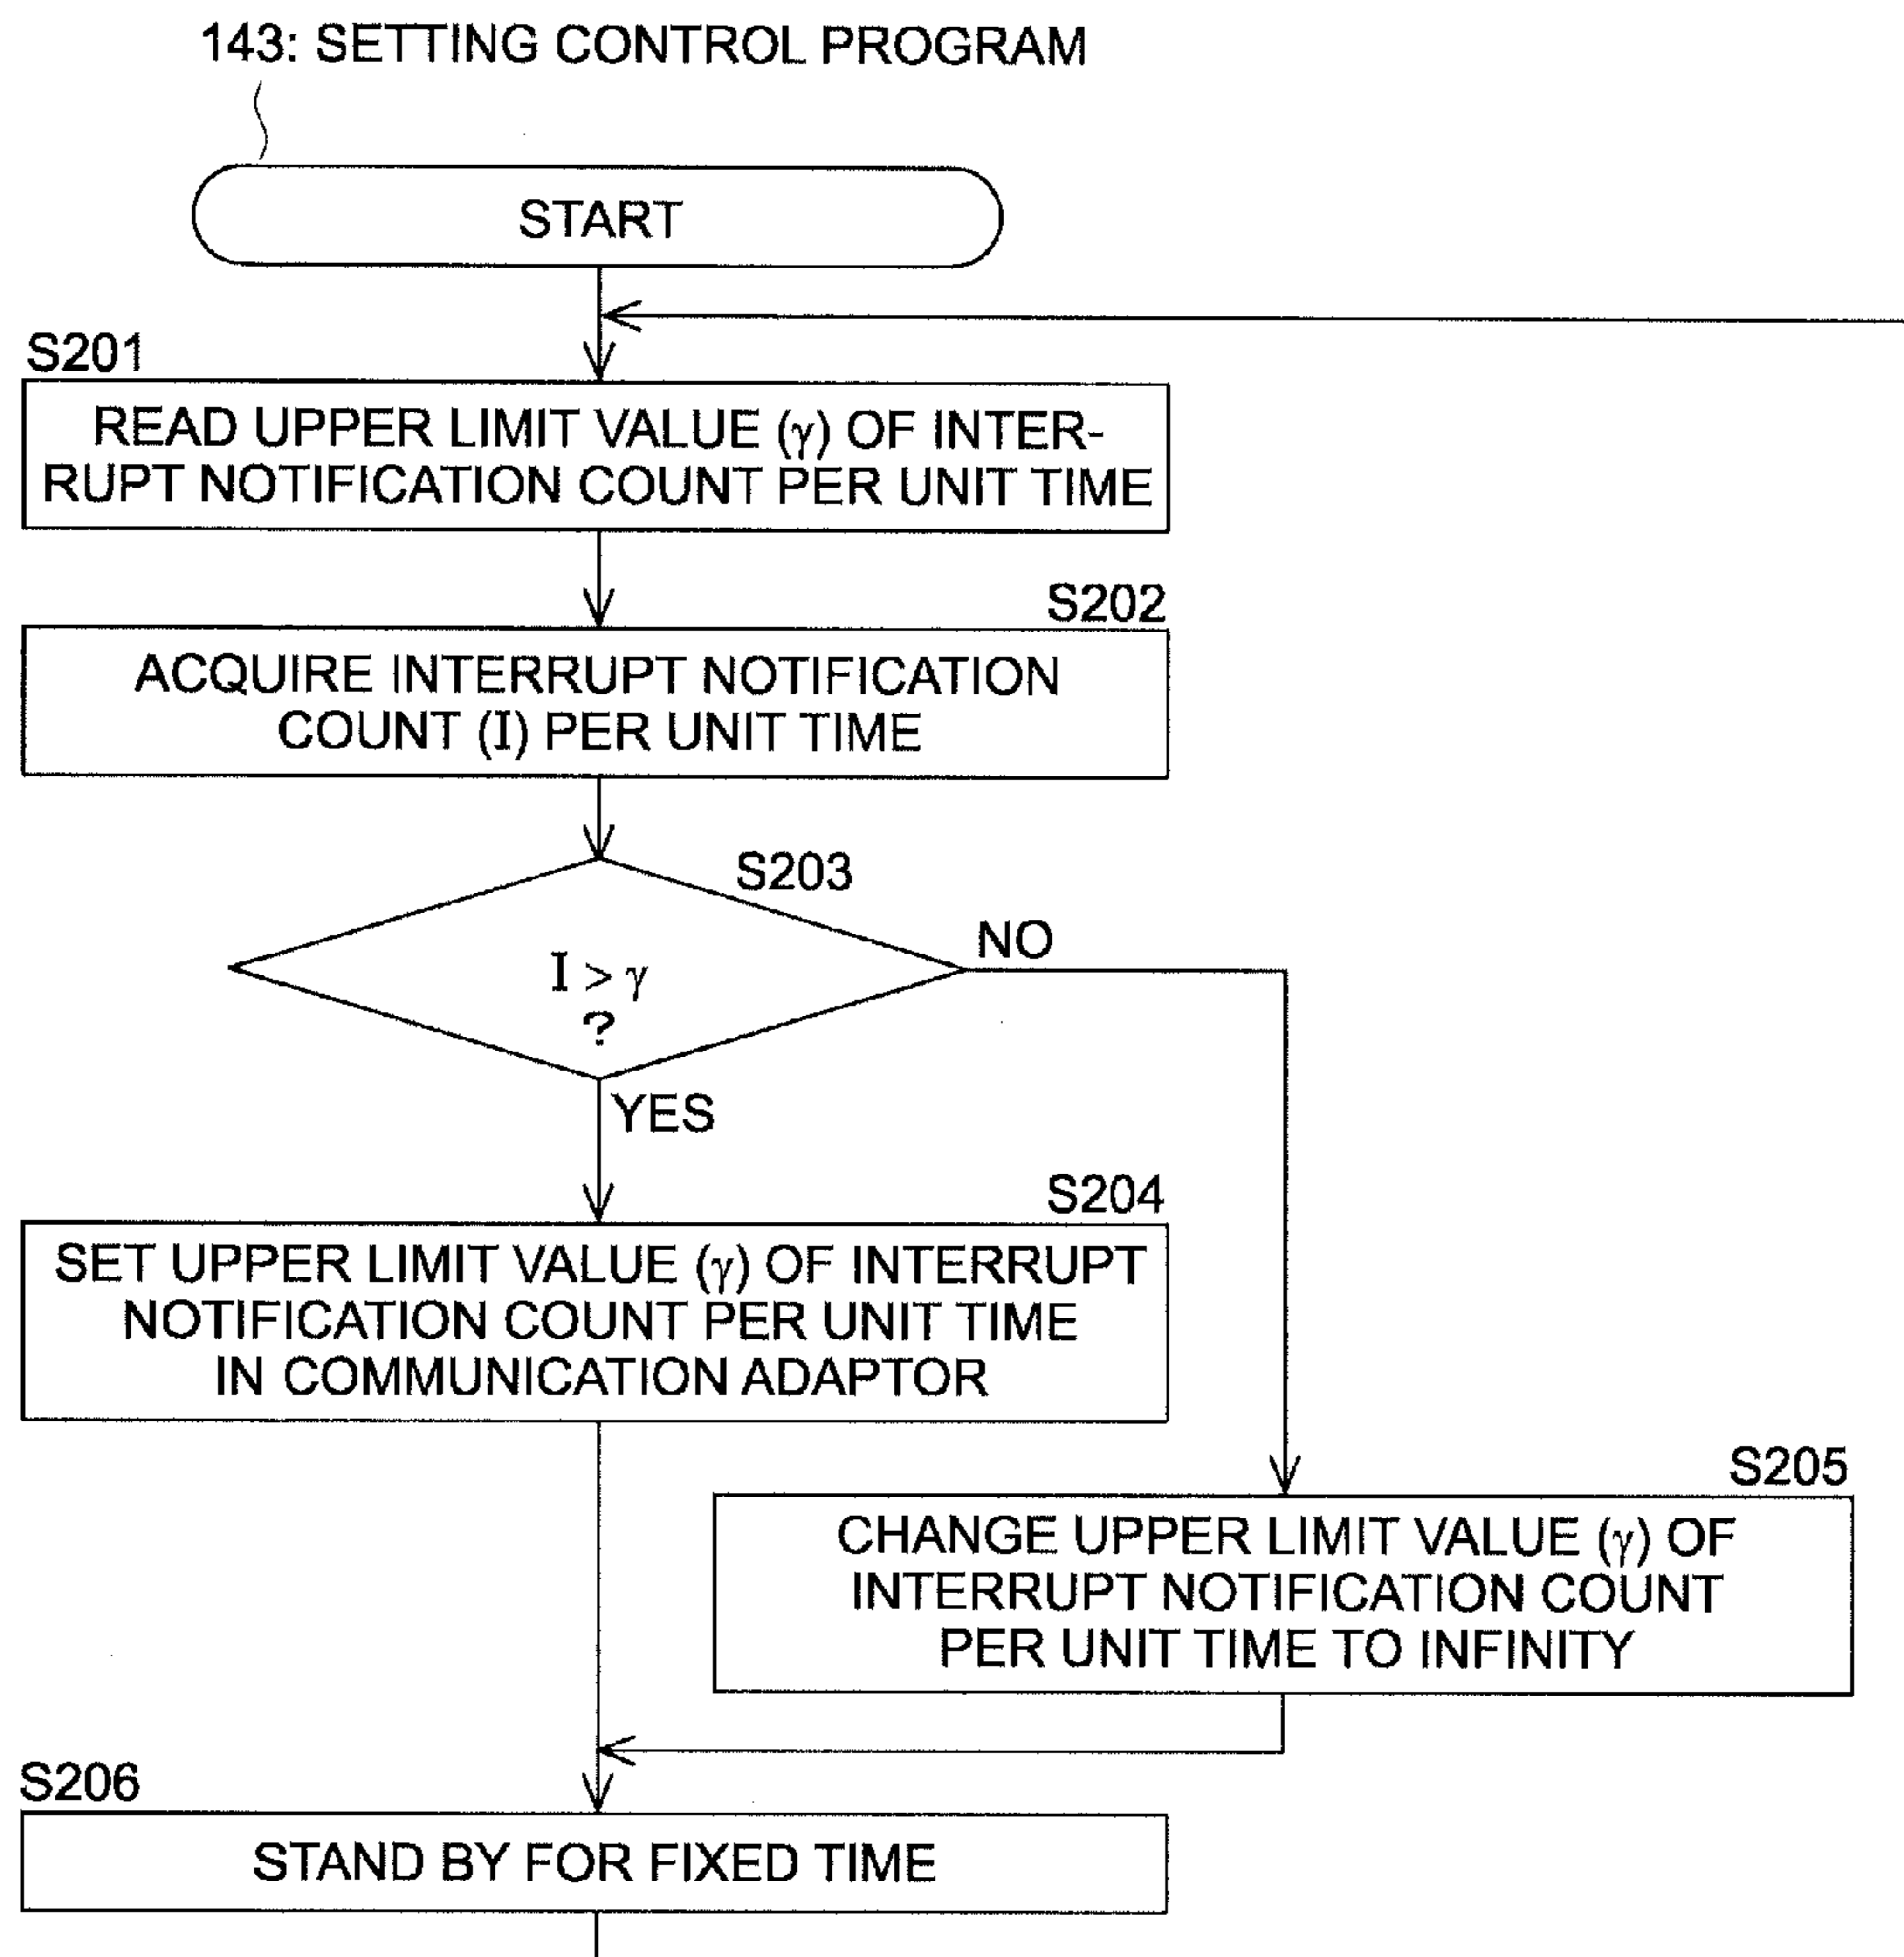 143: SETTING CONTROL PROGRAM
START
S201
READ UPPER LIMIT VALUE (γ) OF INTER-
RUPT NOTIFICATION COUNT PER UNIT TIME
S202
ACQUIRE INTERRUPT NOTIFICATION
COUNT (I) PER UNIT TIME
S203
I > γ
?
NO
YES
S204
SET UPPER LIMIT VALUE (γ) OF INTERRUPT
NOTIFICATION COUNT PER UNIT TIME
IN COMMUNICATION ADAPTOR
S205
CHANGE UPPER LIMIT VALUE (γ) OF
INTERRUPT NOTIFICATION COUNT
PER UNIT TIME TO INFINITY
S206
STAND BY FOR FIXED TIME